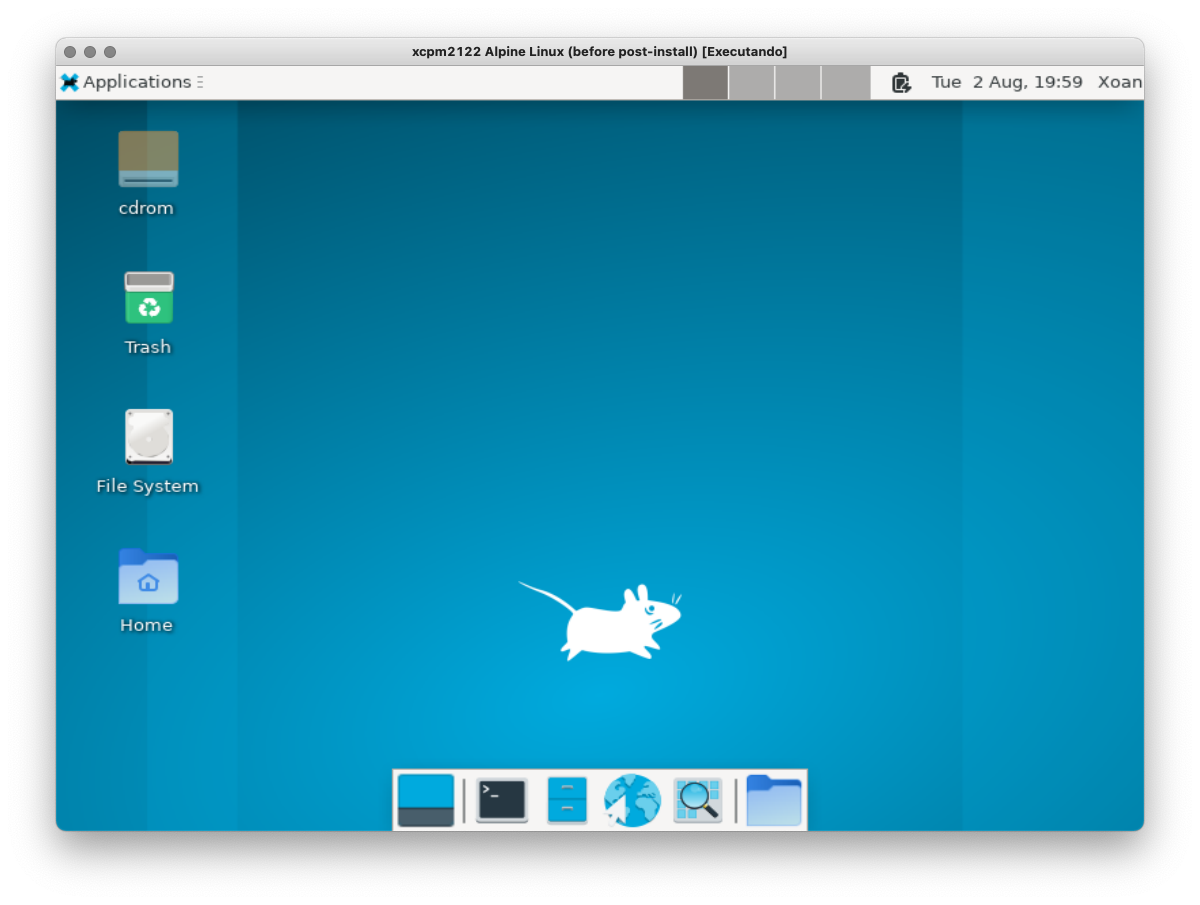 xcpm2122 Alpine Linux (before post-install) [Executando]
Applications
Tue 2 Aug, 19:59 Xoan
cdrom
Trash
File System
Home
>_